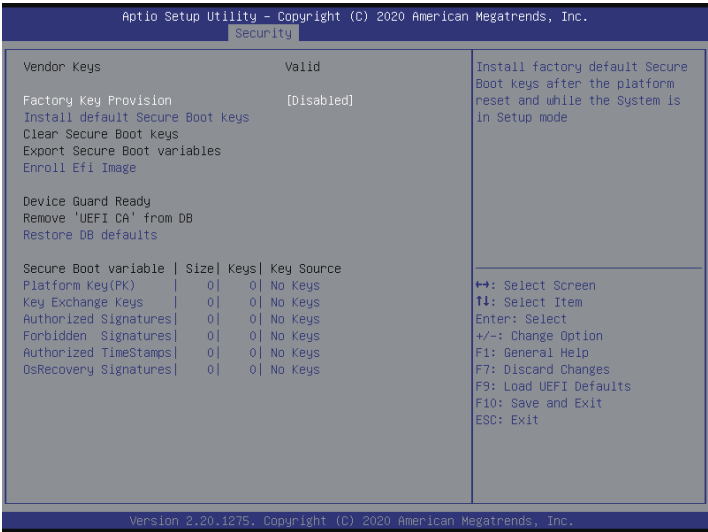 Aptio Setup Utility – Copyright (C) 2020 American Megatrends, Inc.
Security
Vendor Keys Valid
Factory Key Provision [Disabled]
Install default Secure Boot keys
Clear Secure Boot keys
Export Secure Boot variables
Enroll Efi Image
Device Guard Ready
Remove 'UEFI CA' from DB
Restore DB defaults
Secure Boot variable | Size| Keys| Key Source
Platform Key(PK) | 0| 0| No Keys
Key Exchange Keys | 0| 0| No Keys
Authorized Signatures| 0| 0| No Keys
Forbidden Signatures| 0| 0| No Keys
Authorized TimeStamps| 0| 0| No Keys
OsRecovery Signatures| 0| 0| No Keys
Install factory default Secure
Boot keys after the platform
reset and while the System is
in Setup mode
↔: Select Screen
↑↓: Select Item
Enter: Select
+/-: Change Option
F1: General Help
F7: Discard Changes
F9: Load UEFI Defaults
F10: Save and Exit
ESC: Exit
Version 2.20.1275. Copyright (C) 2020 American Megatrends, Inc.